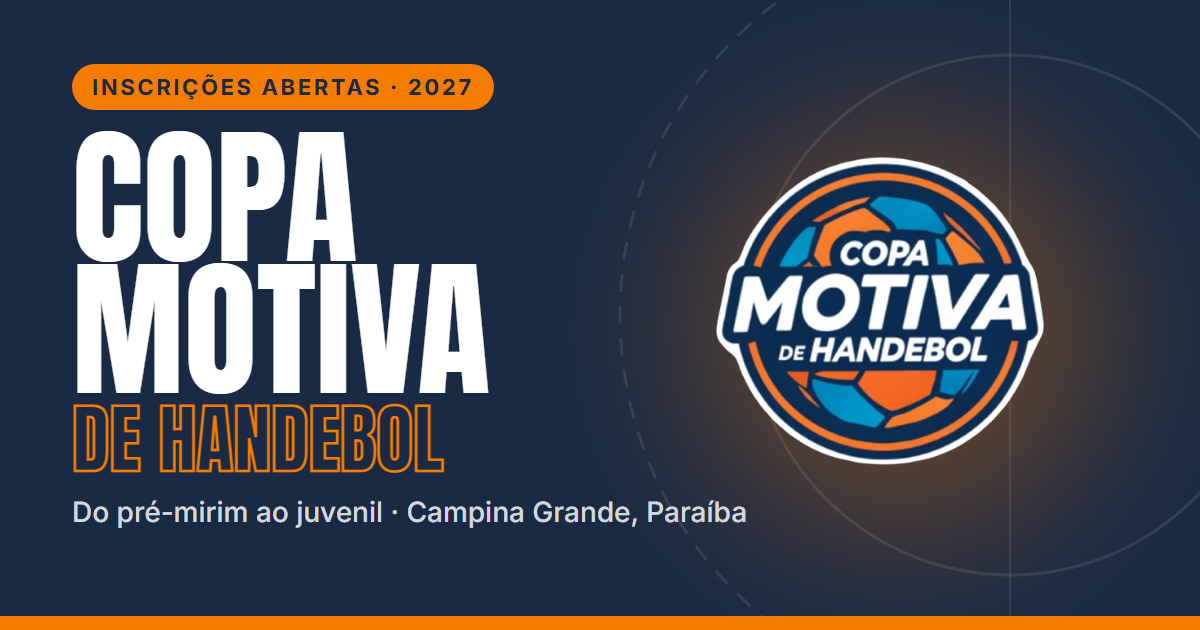 INSCRIÇÕES ABERTAS · 2027
COPA
MOTIVA
DE HANDEBOL
Do pré-mirim ao juvenil · Campina Grande, Paraíba
COPA
MOTIVA
DE HANDEBOL